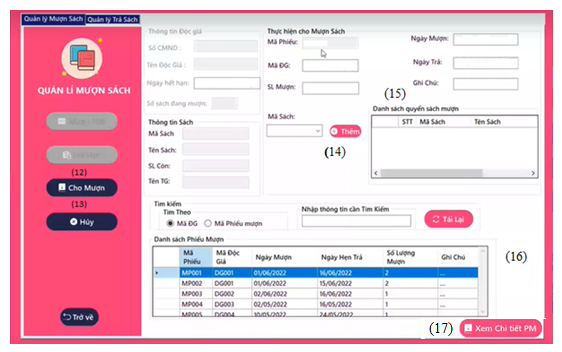 Quản lý Mượn Sách Quản lý Trả Sách
QUẢN LÍ MƯỢN SÁCH
(12)
Cho Mượn
(13)
Hủy
Trở về
Thông tin Độc giả
Số CMND :
Tên Độc Giả :
Ngày hết hạn:
Số sách đang mượn:
Thông tin Sách
Mã Sách
Tên Sách:
SL Còn:
Tên TG:
Thực hiện cho Mượn Sách
Mã Phiếu:
Mã ĐG:
SL Mượn:
Mã Sách:
Thêm
(14)
Ngày Mượn:
Ngày Trả:
Ghi Chú:
(15)
Danh sách quyển sách mượn
STT Mã Sách Tên Sách
Tìm kiếm
Tìm Theo
Mã ĐG Mã Phiếu mượn
Nhập thông tin cần Tìm Kiếm
Tải Lại
Danh sách Phiếu Mượn
Mã Phiếu Mã Độc Giả Ngày Mượn Ngày Hẹn Trả Số Lượng Mượn Ghi Chú
MP001 DG001 01/06/2022 16/06/2022 2 ...
MP002 DG001 01/06/2022 15/06/2022 2 ...
MP003 DG002 02/06/2022 16/06/2022 1 ...
MP004 DG003 02/05/2022 16/05/2022 1 ...
MP005 DG004 10/05/2022 24/05/2022 1 ...
(16)
(17) Xem Chi tiết PM